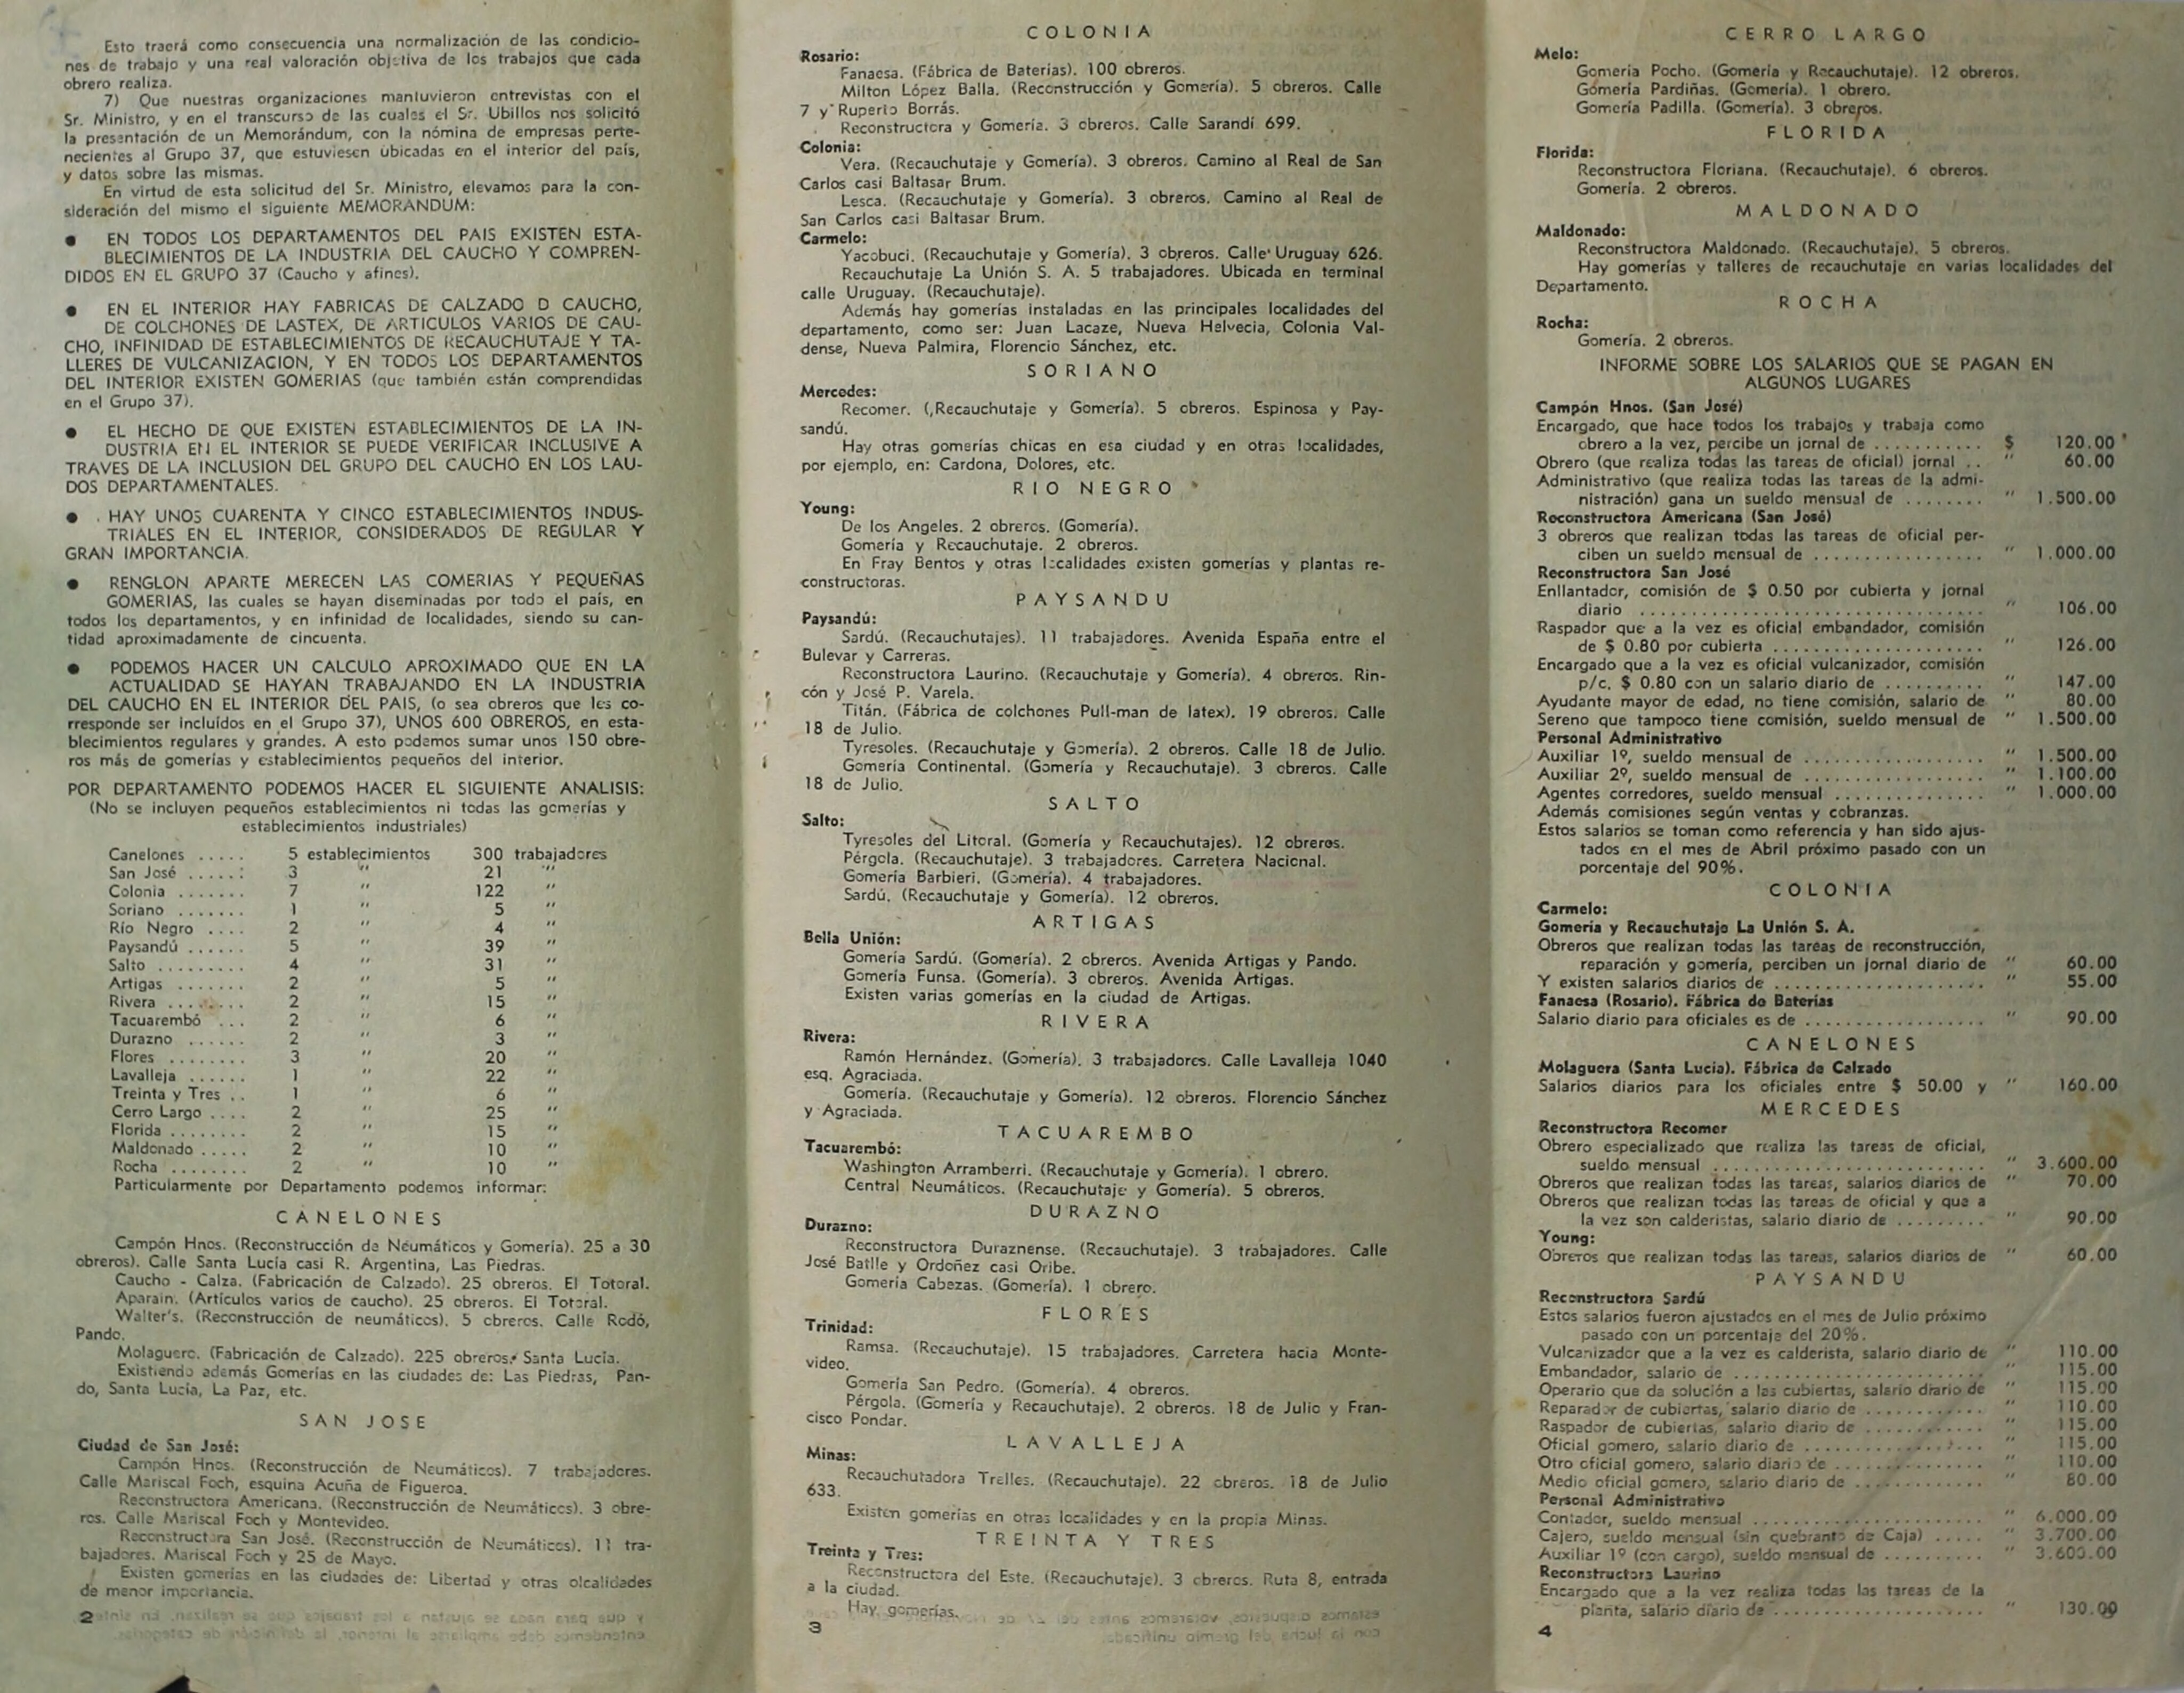 Esto traerá como consecuencia una normalización de las condicio-
nes de trabajo y una real valoración objetiva de los trabajos que cada
obrero realiza.
7) Que nuestras organizaciones mantuvieron entrevistas con el
Sr. Ministro, y en el transcurso de las cuales el Sr. Ubillos nos solicitó
la presentación de un Memorándum, con la nómina de empresas perte-
necientes al Grupo 37, que estuviesen ubicadas en el interior del país,
y datos sobre las mismas.
En virtud de esta solicitud del Sr. Ministro, elevamos para la con-
sideración del mismo el siguiente MEMORANDUM:
● EN TODOS LOS DEPARTAMENTOS DEL PAIS EXISTEN ESTA-
BLECIMIENTOS DE LA INDUSTRIA DEL CAUCHO Y COMPREN-
DIDOS EN EL GRUPO 37 (Caucho y afines).
● EN EL INTERIOR HAY FABRICAS DE CALZADO D CAUCHO,
DE COLCHONES DE LASTEX, DE ARTICULOS VARIOS DE CAU-
CHO, INFINIDAD DE ESTABLECIMIENTOS DE RECAUCHUTAJE Y TA-
LLERES DE VULCANIZACION, Y EN TODOS LOS DEPARTAMENTOS
DEL INTERIOR EXISTEN GOMERIAS (que también están comprendidas
en el Grupo 37).
● EL HECHO DE QUE EXISTEN ESTABLECIMIENTOS DE LA IN-
DUSTRIA EN EL INTERIOR SE PUEDE VERIFICAR INCLUSIVE A
TRAVES DE LA INCLUSION DEL GRUPO DEL CAUCHO EN LOS LAU-
DOS DEPARTAMENTALES.
● HAY UNOS CUARENTA Y CINCO ESTABLECIMIENTOS INDUS-
TRIALES EN EL INTERIOR, CONSIDERADOS DE REGULAR Y
GRAN IMPORTANCIA.
● RENGLON APARTE MERECEN LAS COMERIAS Y PEQUEÑAS
GOMERIAS, las cuales se hayan diseminadas por todo el país, en
todos los departamentos, y en infinidad de localidades, siendo su can-
tidad aproximadamente de cincuenta.
● PODEMOS HACER UN CALCULO APROXIMADO QUE EN LA
ACTUALIDAD SE HAYAN TRABAJANDO EN LA INDUSTRIA
DEL CAUCHO EN EL INTERIOR DEL PAIS, (o sea obreros que les co-
rresponde ser incluídos en el Grupo 37), UNOS 600 OBREROS, en esta-
blecimientos regulares y grandes. A esto podemos sumar unos 150 obre-
ros más de gomerías y establecimientos pequeños del interior.
POR DEPARTAMENTO PODEMOS HACER EL SIGUIENTE ANALISIS:
(No se incluyen pequeños establecimientos ni todas las gomerías y
establecimientos industriales)
Canelones ..... 5 establecimientos 300 trabajadores
San José ...... 3 " 21 "
Colonia ....... 7 " 122 "
Soriano ....... 1 " 5 "
Río Negro .... 2 " 4 "
Paysandú ...... 5 " 39 "
Salto ......... 4 " 31 "
Artigas ....... 2 " 5 "
Rivera ........ 2 " 15 "
Tacuarembó ... 2 " 6 "
Durazno ...... 2 " 3 "
Flores ........ 3 " 20 "
Lavalleja ...... 1 " 22 "
Treinta y Tres .. 1 " 6 "
Cerro Largo .... 2 " 25 "
Florida ........ 2 " 15 "
Maldonado ..... 2 " 10 "
Rocha ........ 2 " 10 "
Particularmente por Departamento podemos informar:
CANELONES
Campón Hnos. (Reconstrucción de Neumáticos y Gomería). 25 a 30
obreros). Calle Santa Lucía casi R. Argentina, Las Piedras.
Caucho - Calza. (Fabricación de Calzado). 25 obreros. El Totoral.
Aparain. (Artículos varios de caucho). 25 obreros. El Totoral.
Walter's. (Reconstrucción de neumáticos). 5 obreros. Calle Rodó,
Pando.
Molaguero. (Fabricación de Calzado). 225 obreros. Santa Lucía.
Existiendo además Gomerías en las ciudades de: Las Piedras, Pan-
do, Santa Lucía, La Paz, etc.
SAN JOSE
Ciudad de San José:
Campón Hnos. (Reconstrucción de Neumáticos). 7 trabajadores.
Calle Mariscal Foch, esquina Acuña de Figueroa.
Reconstructora Americana. (Reconstrucción de Neumáticos). 3 obre-
ros. Calle Mariscal Foch y Montevideo.
Reconstructora San José. (Reconstrucción de Neumáticos). 11 tra-
bajadores. Mariscal Foch y 25 de Mayo.
Existen gomerías en las ciudades de: Libertad y otras olcalidades
de menor importancia.
2
COLONIA
Rosario:
Fanaesa. (Fábrica de Baterías). 100 obreros.
Milton López Balla. (Reconstrucción y Gomería). 5 obreros. Calle
7 y Ruperto Borrás.
Reconstructora y Gomería. 3 obreros. Calle Sarandí 699.
Colonia:
Vera. (Recauchutaje y Gomería). 3 obreros. Camino al Real de San
Carlos casi Baltasar Brum.
Lesca. (Recauchutaje y Gomería). 3 obreros. Camino al Real de
San Carlos casi Baltasar Brum.
Carmelo:
Yacobuci. (Recauchutaje y Gomería). 3 obreros. Calle Uruguay 626.
Recauchutaje La Unión S. A. 5 trabajadores. Ubicada en terminal
calle Uruguay. (Recauchutaje).
Además hay gomerías instaladas en las principales localidades del
departamento, como ser: Juan Lacaze, Nueva Helvecia, Colonia Val-
dense, Nueva Palmira, Florencio Sánchez, etc.
SORIANO
Mercedes:
Recomer. (,Recauchutaje y Gomería). 5 obreros. Espinosa y Pay-
sandú.
Hay otras gomerías chicas en esa ciudad y en otras localidades,
por ejemplo, en: Cardona, Dolores, etc.
RIO NEGRO
Young:
De los Angeles. 2 obreros. (Gomería).
Gomería y Recauchutaje. 2 obreros.
En Fray Bentos y otras localidades existen gomerías y plantas re-
constructoras.
PAYSANDU
Paysandú:
Sardú. (Recauchutajes). 11 trabajadores. Avenida España entre el
Bulevar y Carreras.
Reconstructora Laurino. (Recauchutaje y Gomería). 4 obreros. Rin-
cón y José P. Varela.
Titán. (Fábrica de colchones Pull-man de latex). 19 obreros. Calle
18 de Julio.
Tyresoles. (Recauchutaje y Gomería). 2 obreros. Calle 18 de Julio.
Gomería Continental. (Gomería y Recauchutaje). 3 obreros. Calle
18 de Julio.
SALTO
Salto:
Tyresoles del Litoral. (Gomería y Recauchutajes). 12 obreros.
Pérgola. (Recauchutaje). 3 trabajadores. Carretera Nacional.
Gomería Barbieri. (Gomería). 4 trabajadores.
Sardú. (Recauchutaje y Gomería). 12 obreros.
ARTIGAS
Bella Unión:
Gomería Sardú. (Gomería). 2 obreros. Avenida Artigas y Pando.
Gomería Funsa. (Gomería). 3 obreros. Avenida Artigas.
Existen varias gomerías en la ciudad de Artigas.
RIVERA
Rivera:
Ramón Hernández. (Gomería). 3 trabajadores. Calle Lavalleja 1040
esq. Agraciada.
Gomería. (Recauchutaje y Gomería). 12 obreros. Florencio Sánchez
y Agraciada.
TACUAREMBO
Tacuarembó:
Washington Arramberri. (Recauchutaje y Gomería). 1 obrero.
Central Neumáticos. (Recauchutaje y Gomería). 5 obreros.
DURAZNO
Durazno:
Reconstructora Duraznense. (Recauchutaje). 3 trabajadores. Calle
José Batlle y Ordoñez casi Oribe.
Gomería Cabezas. (Gomería). 1 obrero.
FLORES
Trinidad:
Ramsa. (Recauchutaje). 15 trabajadores. Carretera hacia Monte-
video.
Gomería San Pedro. (Gomería). 4 obreros.
Pérgola. (Gomería y Recauchutaje). 2 obreros. 18 de Julio y Fran-
cisco Pondar.
LAVALLEJA
Minas:
Recauchutadora Trelles. (Recauchutaje). 22 obreros. 18 de Julio
633.
Existen gomerías en otras localidades y en la propia Minas.
TREINTA Y TRES
Treinta y Tres:
Reconstructora del Este. (Recauchutaje). 3 obreros. Ruta 8, entrada
a la ciudad.
Hay gomerías.
3
CERRO LARGO
Melo:
Gomería Pocho. (Gomería y Recauchutaje). 12 obreros.
Gomería Pardiñas. (Gomería). 1 obrero.
Gomería Padilla. (Gomería). 3 obreros.
FLORIDA
Florida:
Reconstructora Floriana. (Recauchutaje). 6 obreros.
Gomería. 2 obreros.
MALDONADO
Maldonado:
Reconstructora Maldonado. (Recauchutaje). 5 obreros.
Hay gomerías y talleres de recauchutaje en varias localidades del
Departamento.
ROCHA
Rocha:
Gomería. 2 obreros.
INFORME SOBRE LOS SALARIOS QUE SE PAGAN EN
ALGUNOS LUGARES
Campón Hnos. (San José)
Encargado, que hace todos los trabajos y trabaja como
obrero a la vez, percibe un jornal de ........... $ 120.00
Obrero (que realiza todas las tareas de oficial) jornal .. " 60.00
Administrativo (que realiza todas las tareas de la admi-
nistración) gana un sueldo mensual de ........ " 1.500.00
Reconstructora Americana (San José)
3 obreros que realizan todas las tareas de oficial per-
ciben un sueldo mensual de ................. " 1.000.00
Reconstructora San José
Enllantador, comisión de $ 0.50 por cubierta y jornal
diario .................................. " 106.00
Raspador que a la vez es oficial embandador, comisión
de $ 0.80 por cubierta ..................... " 126.00
Encargado que a la vez es oficial vulcanizador, comisión
p/c. $ 0.80 con un salario diario de .......... " 147.00
Ayudante mayor de edad, no tiene comisión, salario de " 80.00
Sereno que tampoco tiene comisión, sueldo mensual de " 1.500.00
Personal Administrativo
Auxiliar 1º, sueldo mensual de .................. " 1.500.00
Auxiliar 2º, sueldo mensual de .................. " 1.100.00
Agentes corredores, sueldo mensual ............... " 1.000.00
Además comisiones según ventas y cobranzas.
Estos salarios se toman como referencia y han sido ajus-
tados en el mes de Abril próximo pasado con un
porcentaje del 90%.
COLONIA
Carmelo:
Gomería y Recauchutaje La Unión S. A.
Obreros que realizan todas las tareas de reconstrucción,
reparación y gomería, perciben un jornal diario de " 60.00
Y existen salarios diarios de ..................... " 55.00
Fanaesa (Rosario). Fábrica de Baterías
Salario diario para oficiales es de .................. " 90.00
CANELONES
Molaguera (Santa Lucía). Fábrica de Calzado
Salarios diarios para los oficiales entre $ 50.00 y " 160.00
MERCEDES
Reconstructora Recomer
Obrero especializado que realiza las tareas de oficial,
sueldo mensual ........................... " 3.600.00
Obreros que realizan todas las tareas, salarios diarios de " 70.00
Obreros que realizan todas las tareas de oficial y que a
la vez son calderistas, salario diario de ......... " 90.00
Young:
Obreros que realizan todas las tareas, salarios diarios de " 60.00
PAYSANDU
Reconstructora Sardú
Estos salarios fueron ajustados en el mes de Julio próximo
pasado con un porcentaje del 20%.
Vulcanizador que a la vez es calderista, salario diario de " 110.00
Embandador, salario de ......................... " 115.00
Operario que da solución a las cubiertas, salario diario de " 115.00
Reparador de cubiertas, salario diario de ............ " 110.00
Raspador de cubiertas, salario diario de ............ " 115.00
Oficial gomero, salario diario de .................. " 115.00
Otro oficial gomero, salario diario de ............... " 110.00
Medio oficial gomero, salario diario de ............. " 80.00
Personal Administrativo
Contador, sueldo mensual ........................ " 6.000.00
Cajero, sueldo mensual (sin quebranto de Caja) ..... " 3.700.00
Auxiliar 1º (con cargo), sueldo mensual de .......... " 3.600.00
Reconstructora Laurino
Encargado que a la vez realiza todas las tareas de la
planta, salario diario de ..................... " 130.00
4